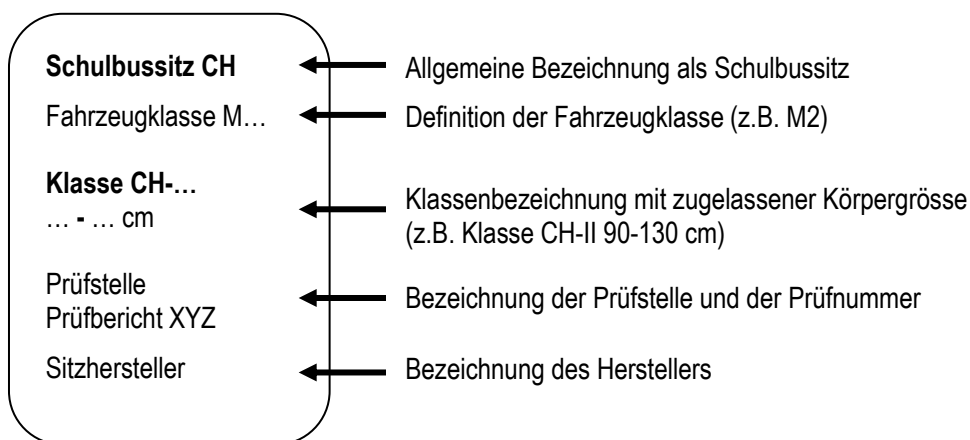 Schulbussitz CH
Allgemeine Bezeichnung als Schulbussitz
Fahrzeugklasse M…
Definition der Fahrzeugklasse (z.B. M2)
Klasse CH-…
… - … cm
Klassenbezeichnung mit zugelassener Körpergrösse
(z.B. Klasse CH-II 90-130 cm)
Prüfstelle
Prüfbericht XYZ
Bezeichnung der Prüfstelle und der Prüfnummer
Sitzhersteller
Bezeichnung des Herstellers